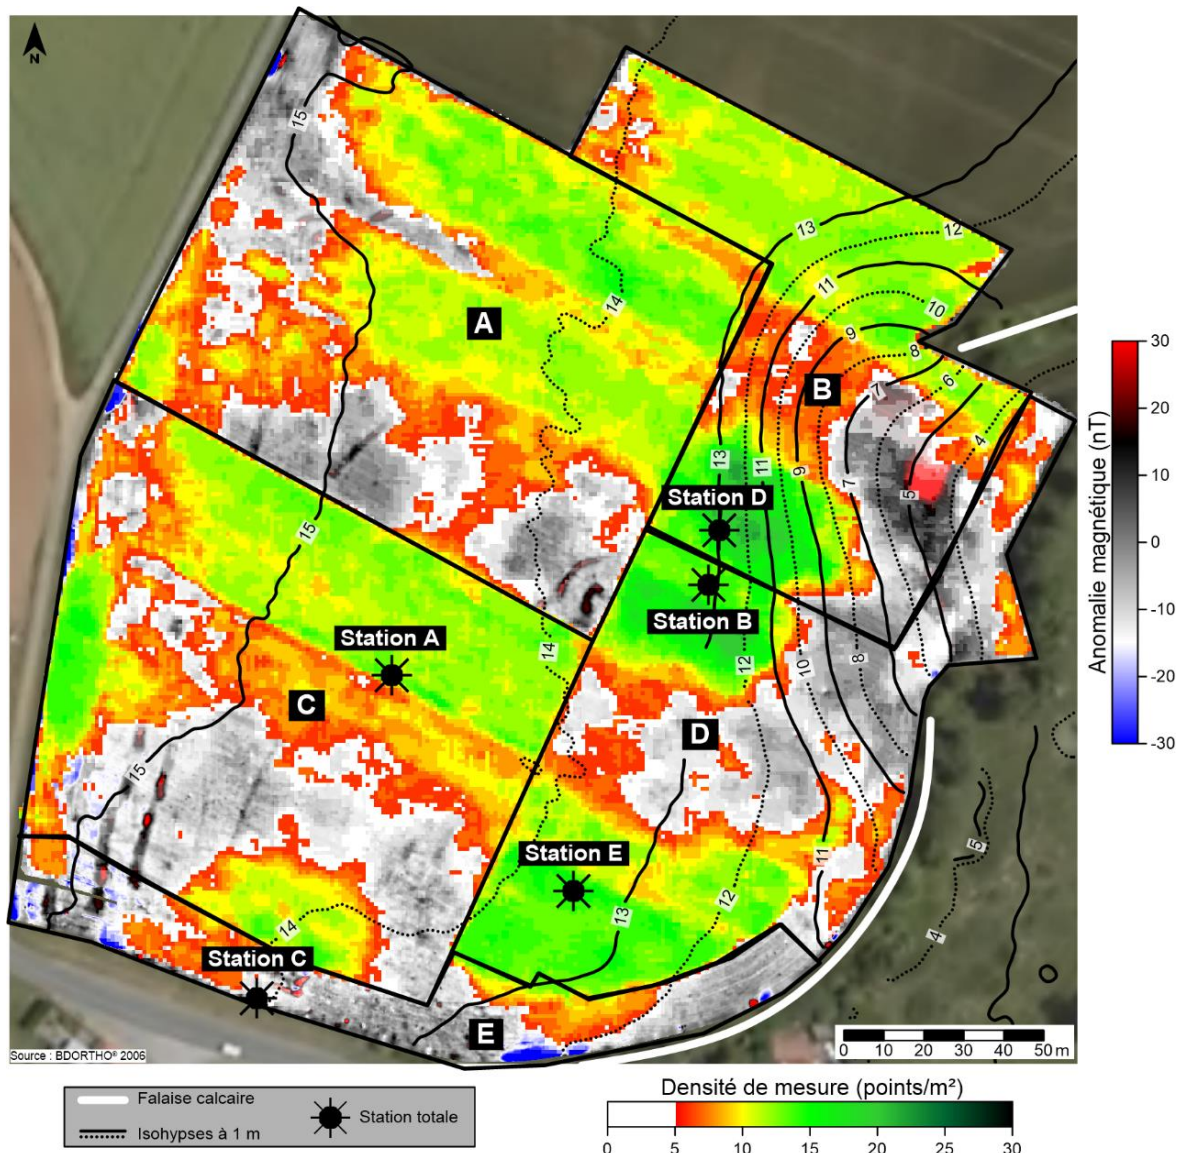 N
15
14
13
12
11
10
9
8
7
6
5
4
A
B
Station D
Station B
13
11
9
7
5
15
14
Station A
C
12
10
8
D
15
Station E
13
12
11
5
4
14
Station C
E
Source : BDORTHO® 2006
0 10 20 30 40 50 m
30
20
10
0
-10
-20
-30
Anomalie magnétique (nT)
Falaise calcaire
Isohypses à 1 m
Station totale
Densité de mesure (points/m²)
0 5 10 15 20 25 30